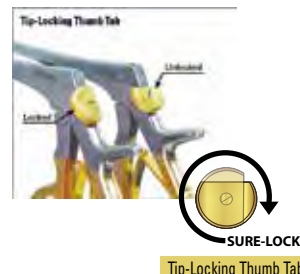 Tip-Locking Thumb Tab
Unlocked
Locked
SURE-LOCK
Tip-Locking Thumb Tab